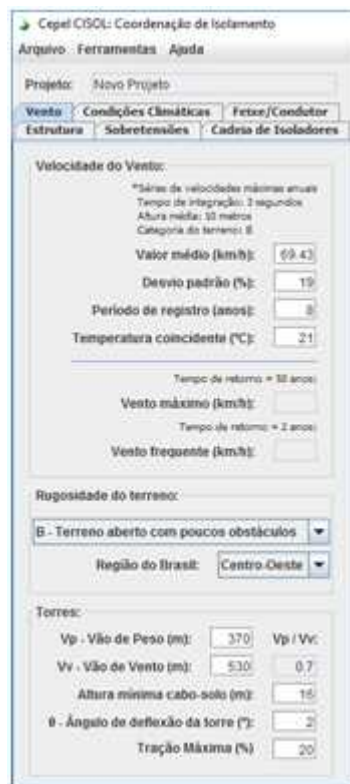 Cepel CISOL: Coordenação de Isolamento
Arquivo Ferramentas Ajuda
Projeto: Novo Projeto
Vento Condições Climáticas Feixe/Condutor
Estrutura Sobretensões Cadeia de Isoladores
Velocidade do Vento:
*Séries de velocidades máximas anuais
Tempo de integração: 3 segundos
Altura média: 10 metros
Categoria do terreno: B
Valor médio (km/h): 69.43
Desvio padrão (%): 19
Período de registro (anos): 8
Temperatura coincidente (ºC): 21
Tempo de retorno = 50 anos:
Vento máximo (km/h):
Tempo de retorno = 2 anos:
Vento frequente (km/h):
Rugosidade do terreno:
B - Terreno aberto com poucos obstáculos
Região do Brasil: Centro-Oeste
Torres:
Vp - Vão de Peso (m): 370 Vp / Vv:
Vv - Vão de Vento (m): 530 0.7
Altura mínima cabo-solo (m): 16
θ - Ângulo de deflexão da torre (º): 2
Tração Máxima (%) 20